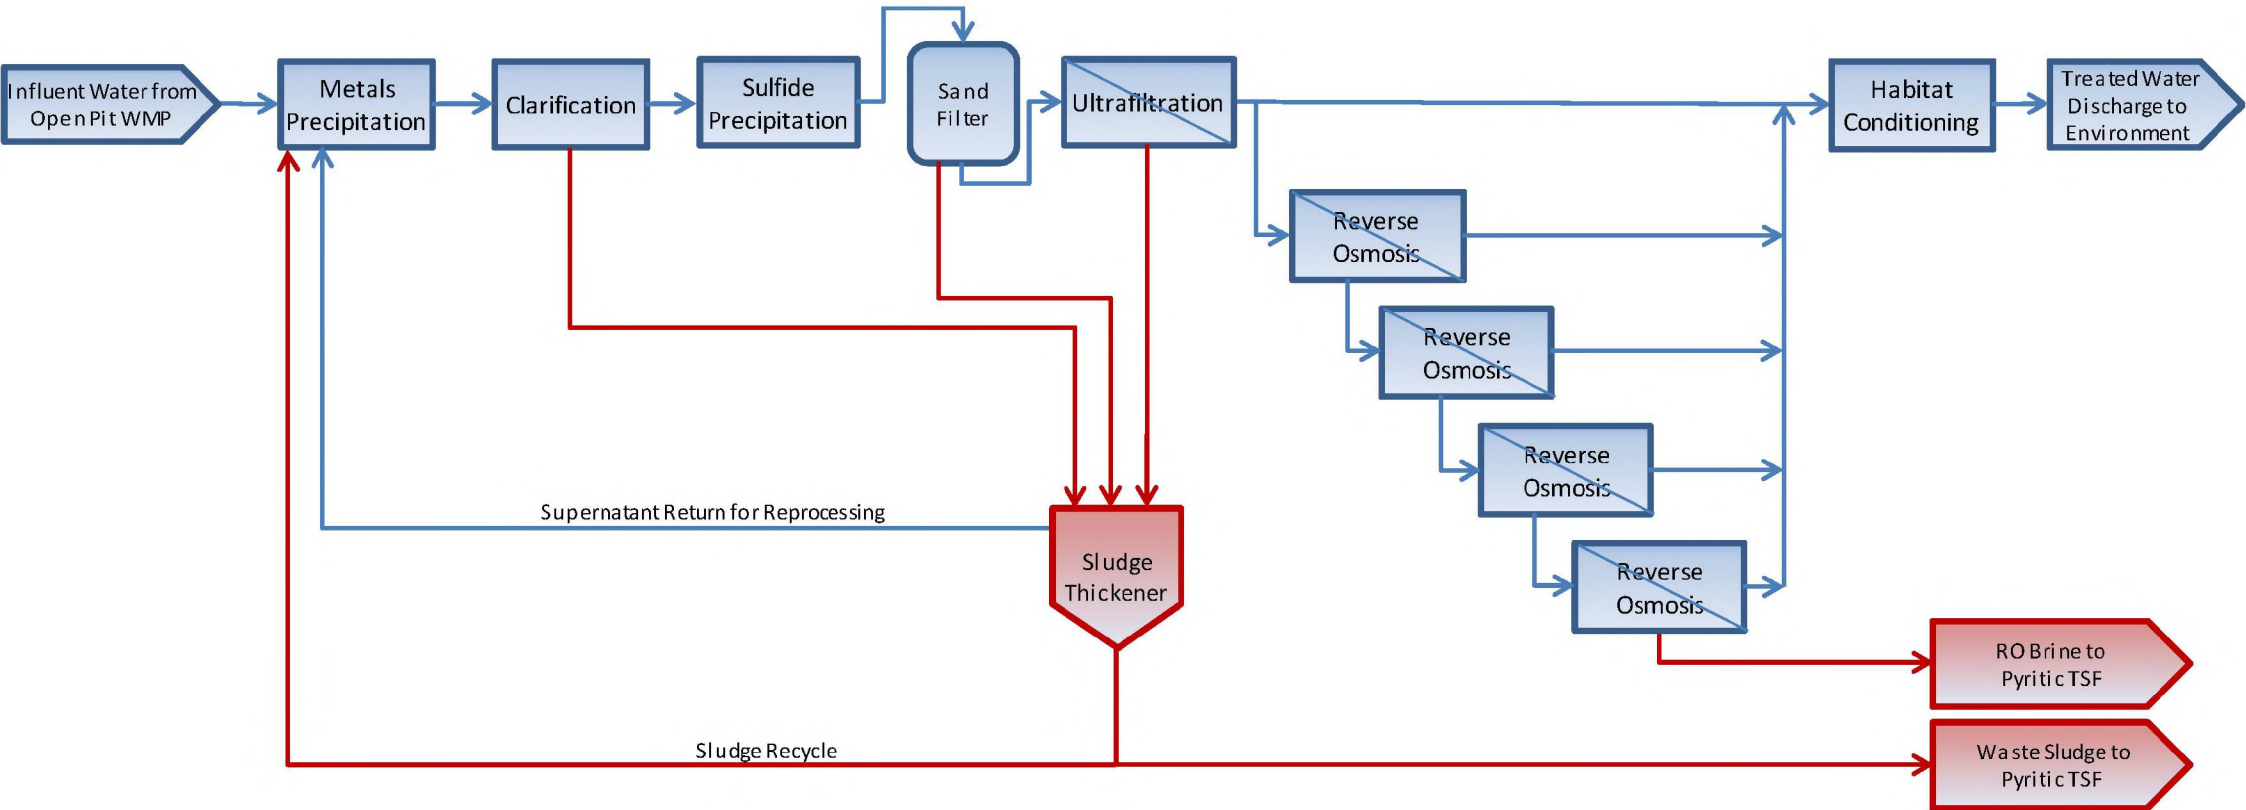 Influent Water from
Open Pit WMP
Metals
Precipitation
Clarification
Sulfide
Precipitation
Sand
Filter
Ultrafiltration
Habitat
Conditioning
Treated Water
Discharge to
Environment
Reverse
Osmosis
Reverse
Osmosis
Reverse
Osmosis
Reverse
Osmosis
Supernatant Return for Reprocessing
Sludge
Thickener
RO Brine to
Pyritic TSF
Sludge Recycle
Waste Sludge to
Pyritic TSF